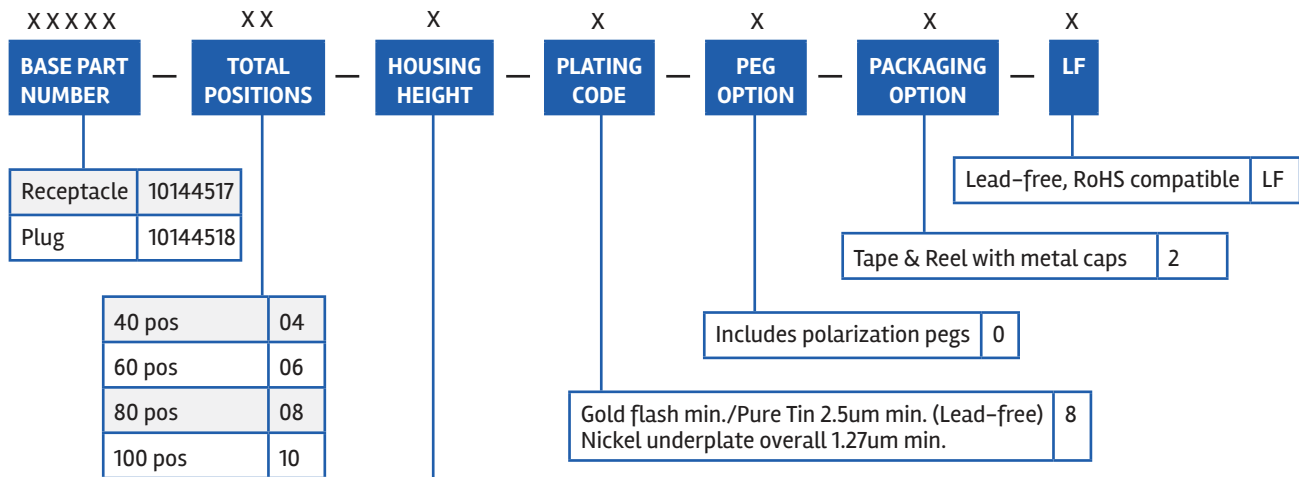 X X X X X
X X
X
X
X
X
X
BASE PART
NUMBER
—
TOTAL
POSITIONS
—
HOUSING
HEIGHT
—
PLATING
CODE
—
PEG
OPTION
—
PACKAGING
OPTION
—
LF
Receptacle 10144517
Plug 10144518
Lead-free, RoHS compatible LF
Tape & Reel with metal caps 2
Includes polarization pegs 0
Gold flash min./Pure Tin 2.5um min. (Lead-free) 8
Nickel underplate overall 1.27um min.
40 pos 04
60 pos 06
80 pos 08
100 pos 10